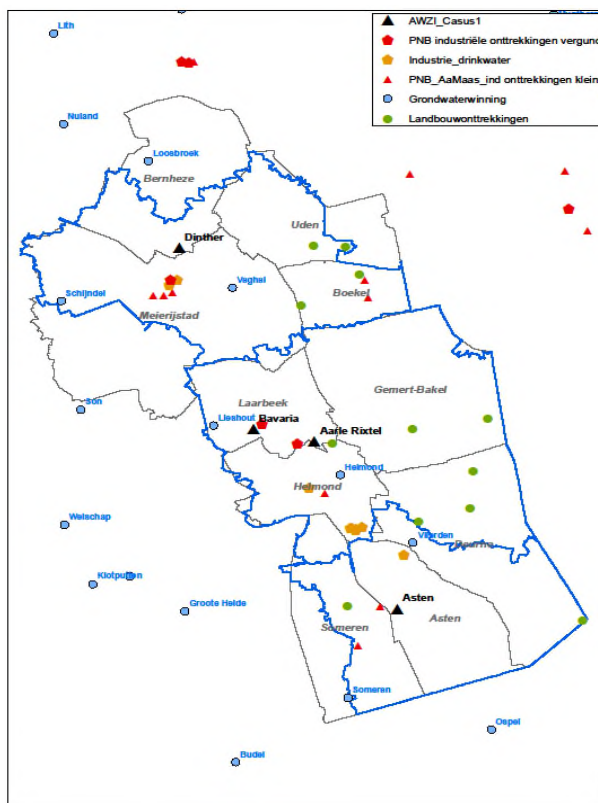 Lith
AWZI_Casus1
PNB industriële onttrekkingen vergund
Industrie_drinkwater
PNB_AaMaas_ind onttrekkingen klein
Grondwaterwinning
Landbouwonttrekkingen
Nuland
Loosbroek
Bernheze
Uden
Dinther
Veghel
Boekel
Schijndel
Meierijstad
Gemert-Bakel
Laarbeek
Son
Lieshout
Bavaria
Aarle Rixtel
Helmond
Helmond
Welschap
Vlierden
Deurne
Klotputten
Groote Heide
Asten
Someren
Asten
Someren
Ospel
Budel